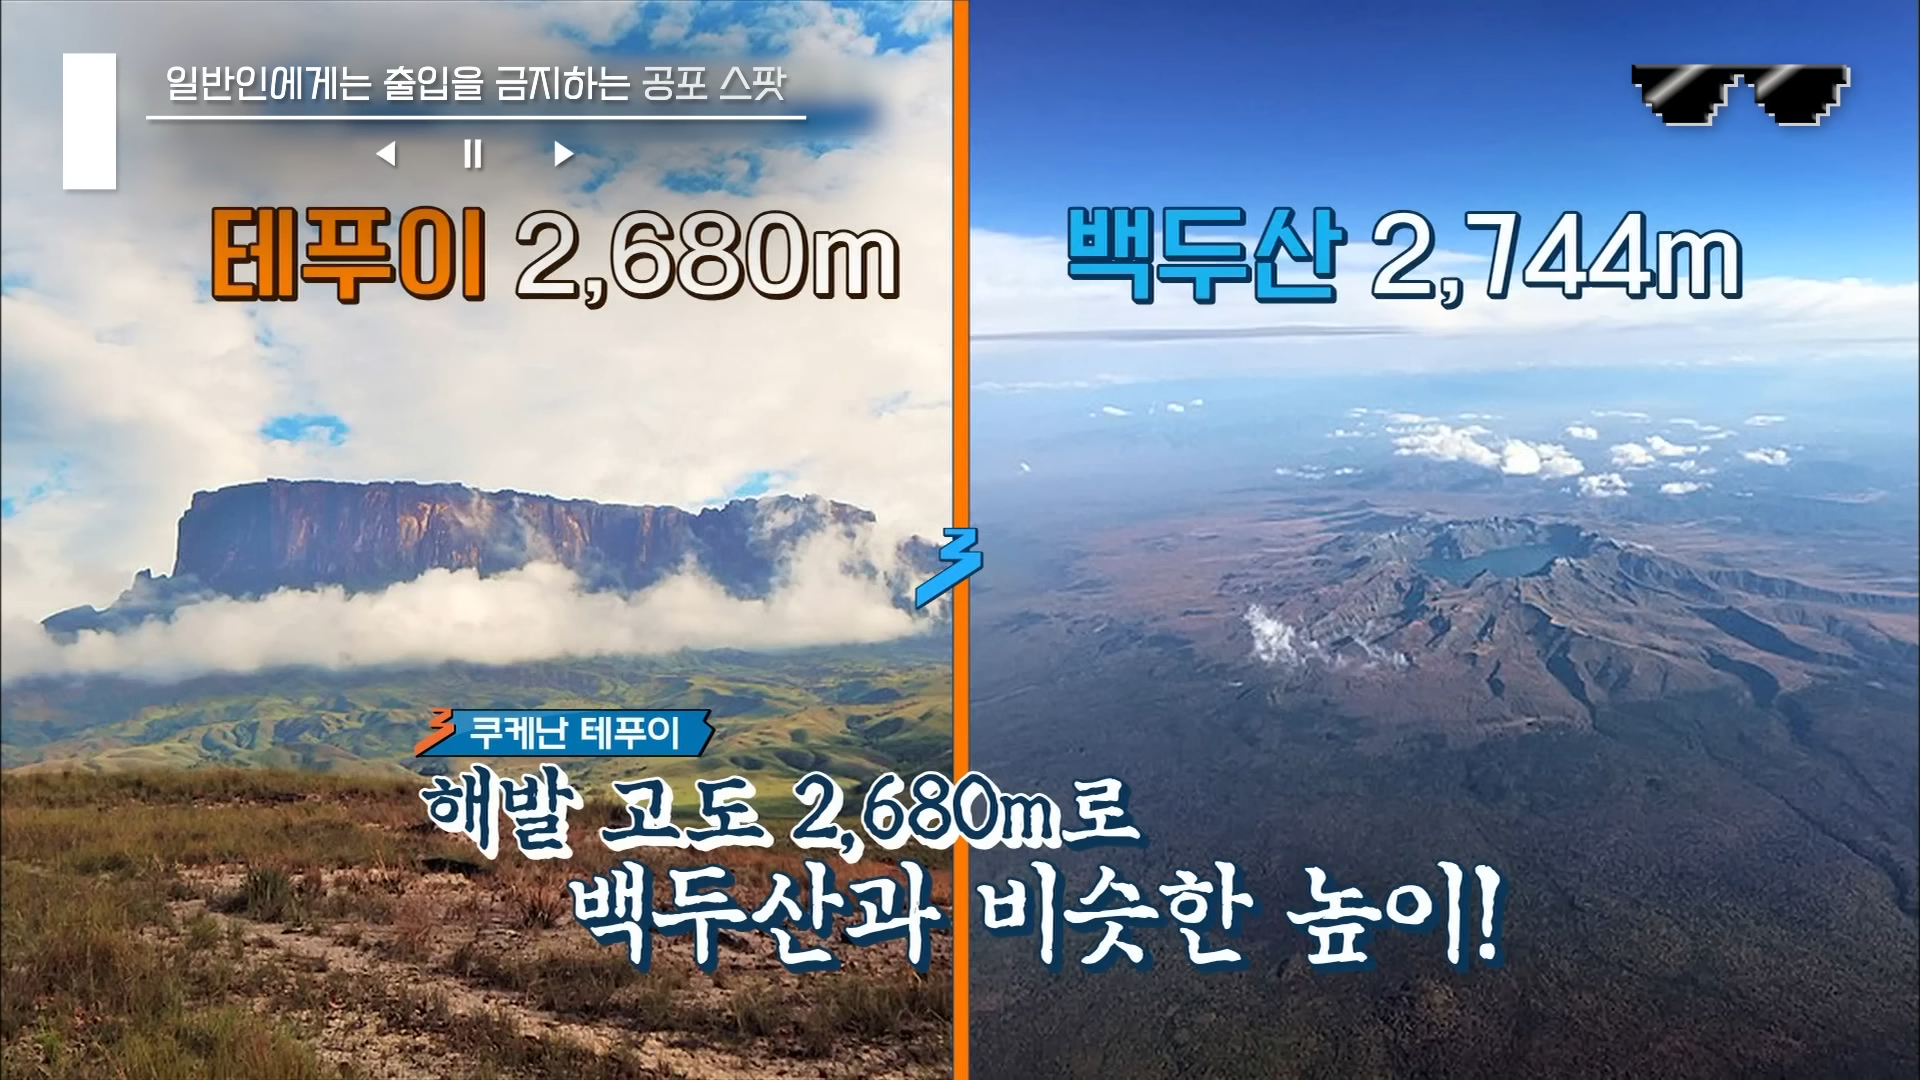 일반인에게는 출입을 금지하는 공포 스팟
테푸이 2,680m
백두산 2,744m
쿠케난 테푸이
해발 고도 2,680m로
백두산과 비슷한 높이!